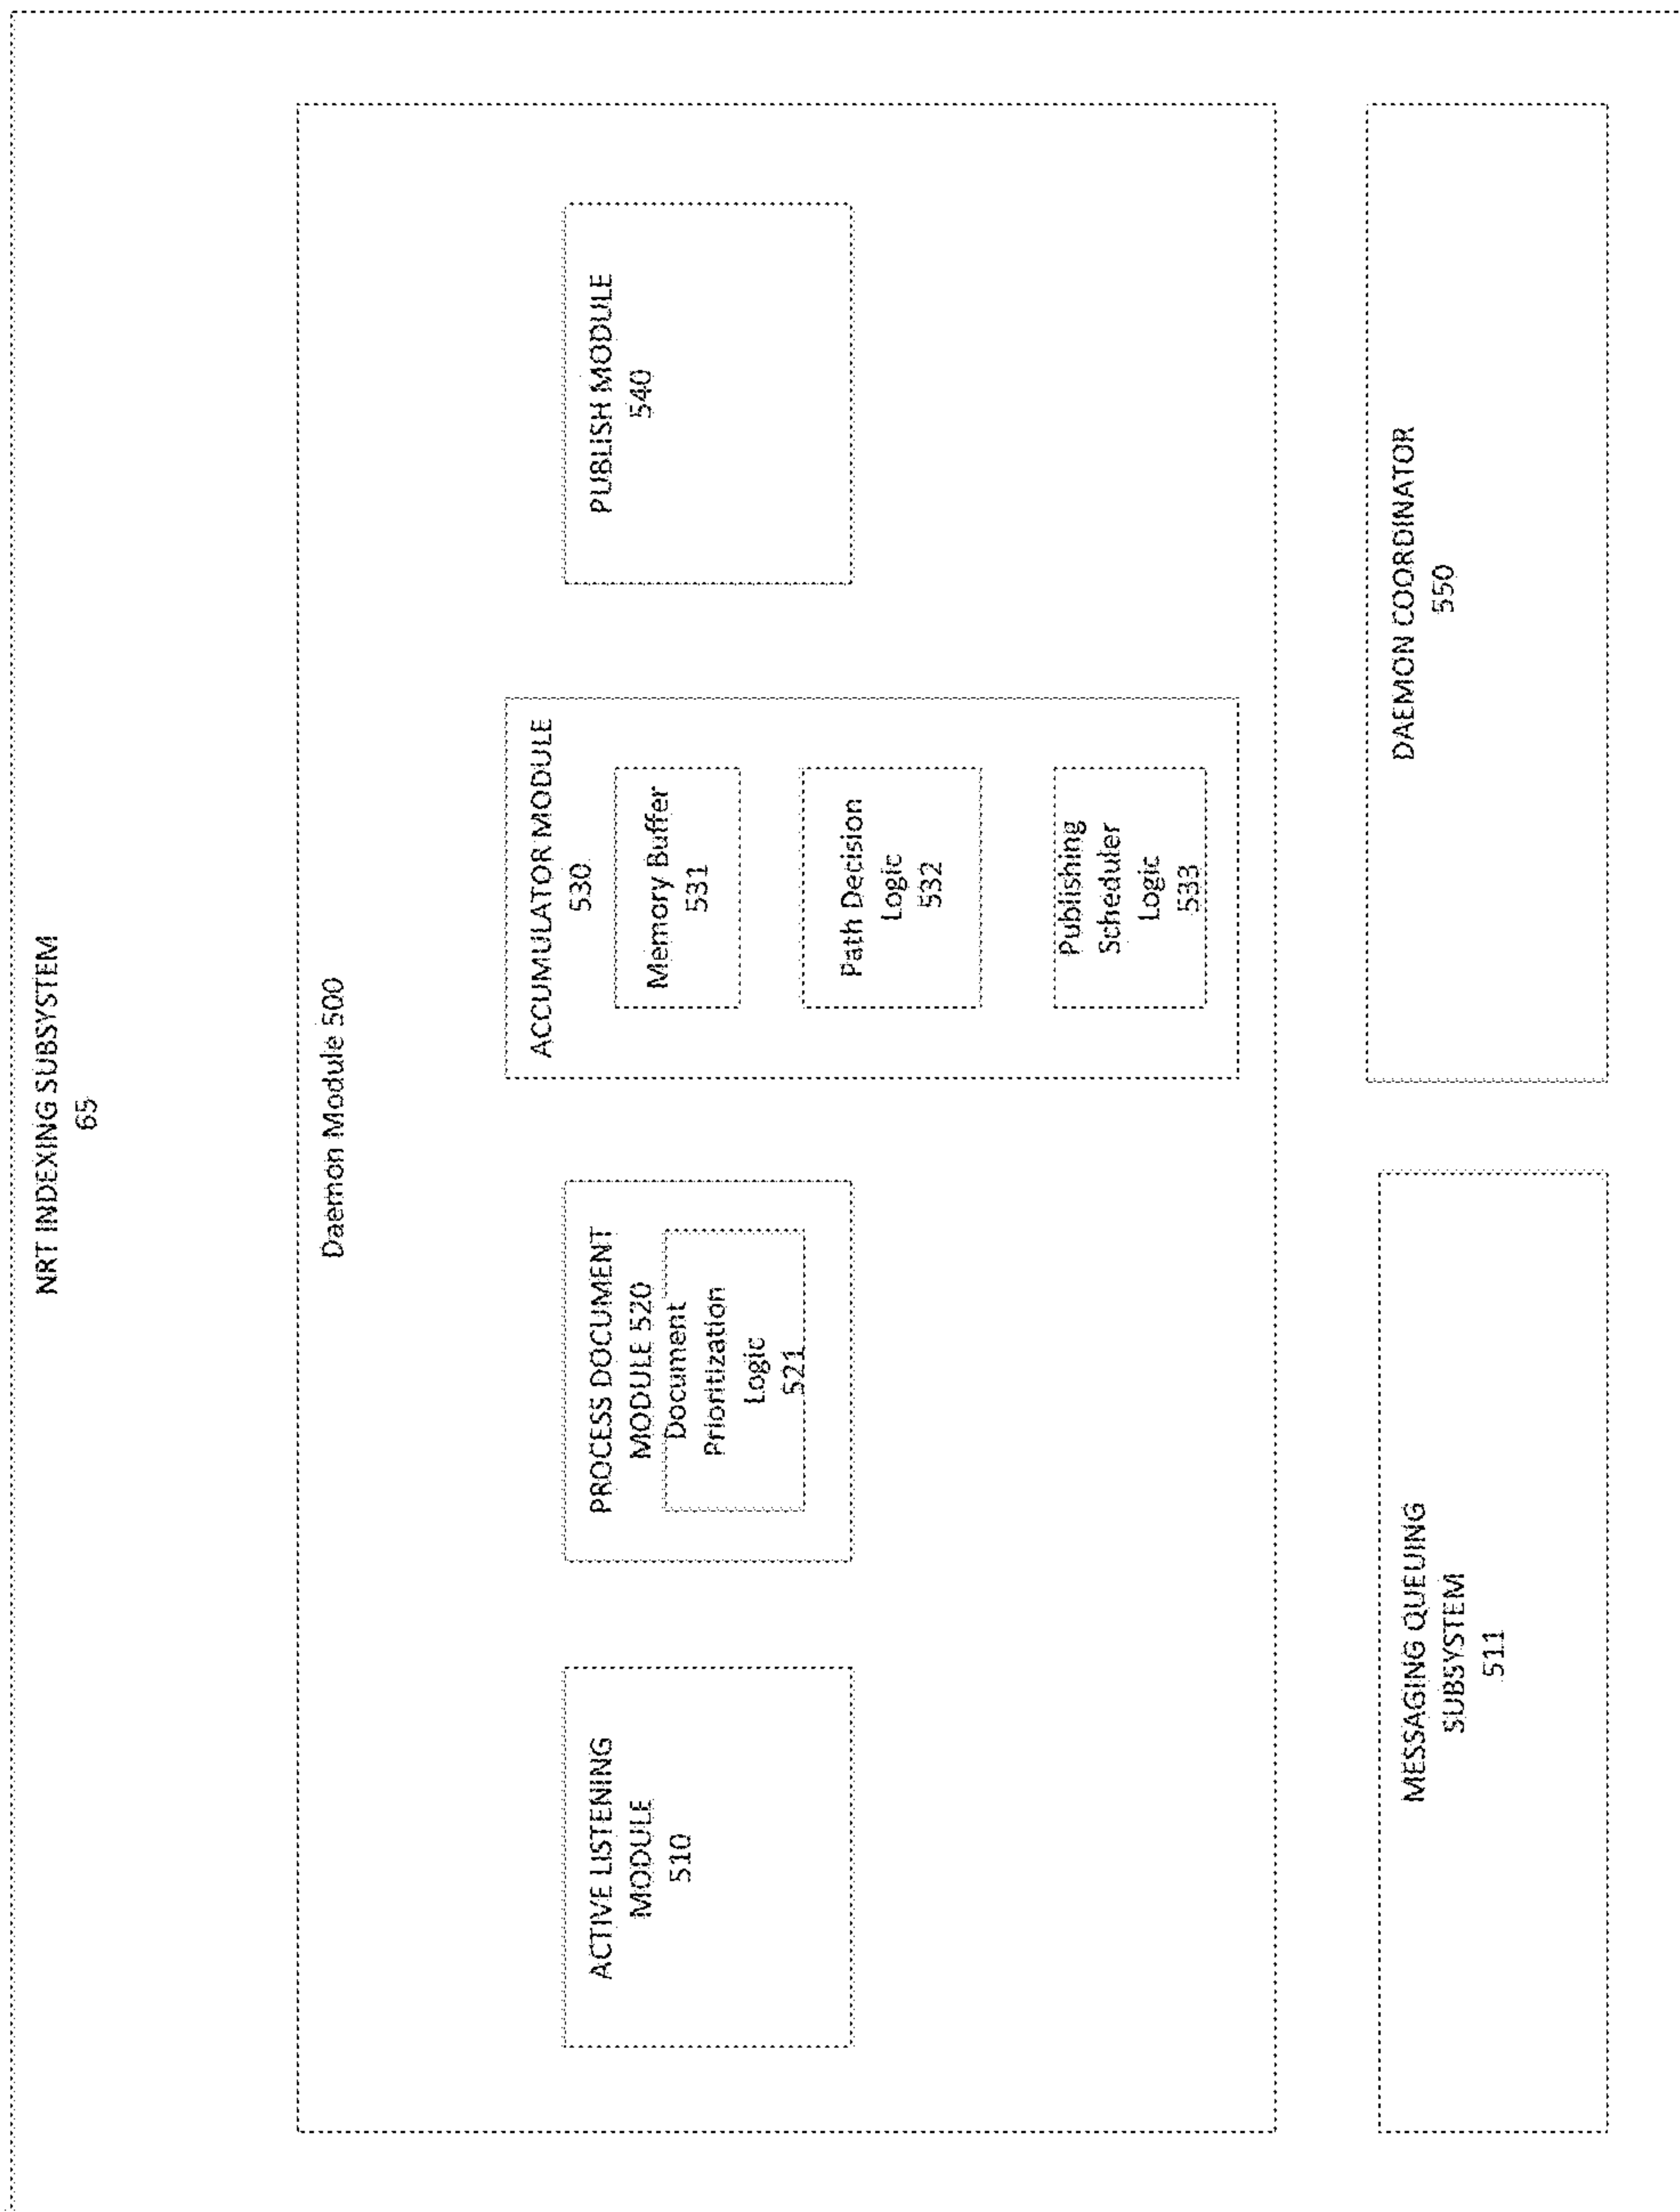 NRT INDEXING SUBSYSTEM
65
Daemon Module 500
ACTIVE LISTENING
MODULE
510
PROCESS DOCUMENT
MODULE 520
Document
Prioritization
Logic
521
ACCUMULATOR MODULE
530
Memory Buffer
531
Path Decision
Logic
532
Publishing
Scheduler
Logic
533
PUBLISH MODULE
540
MESSAGING QUEUING
SUBSYSTEM
511
DAEMON COORDINATOR
550